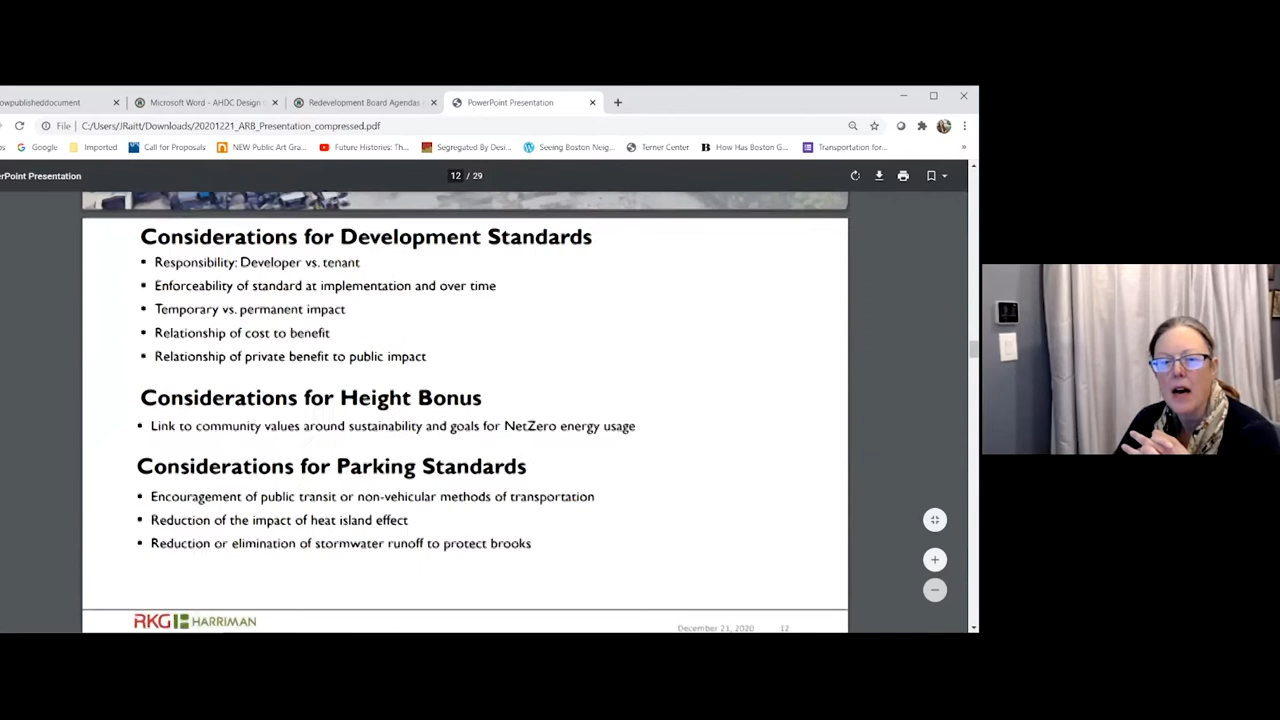 owpublisheddocument
Microsoft Word - AHDC Design
Redevelopment Board Agendas
PowerPoint Presentation
File
C:/Users/JRaitt/Downloads/20201221_ARB_Presentation_compressed.pdf
Google
Imported
Call for Proposals
NEW Public Art Gra...
Future Histories: Th...
Segregated By Desi...
Seeing Boston Neig...
Terner Center
How Has Boston G...
Transportation for...
PowerPoint Presentation
12 / 29
Considerations for Development Standards
▪ Responsibility: Developer vs. tenant
▪ Enforceability of standard at implementation and over time
▪ Temporary vs. permanent impact
▪ Relationship of cost to benefit
▪ Relationship of private benefit to public impact
Considerations for Height Bonus
▪ Link to community values around sustainability and goals for NetZero energy usage
Considerations for Parking Standards
▪ Encouragement of public transit or non-vehicular methods of transportation
▪ Reduction of the impact of heat island effect
▪ Reduction or elimination of stormwater runoff to protect brooks
RKG HARRIMAN
December 21, 2020 12